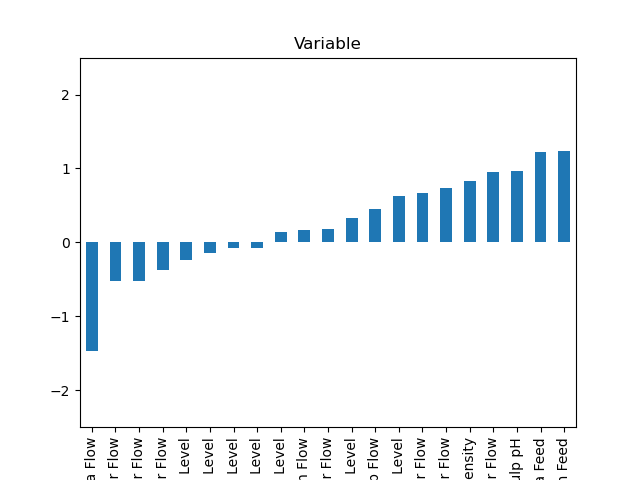 Variable
2
1
0
−1
−2
a Flow
r Flow
r Flow
r Flow
Level
Level
Level
Level
Level
n Flow
r Flow
Level
o Flow
Level
r Flow
r Flow
ensity
r Flow
ulp pH
a Feed
n Feed